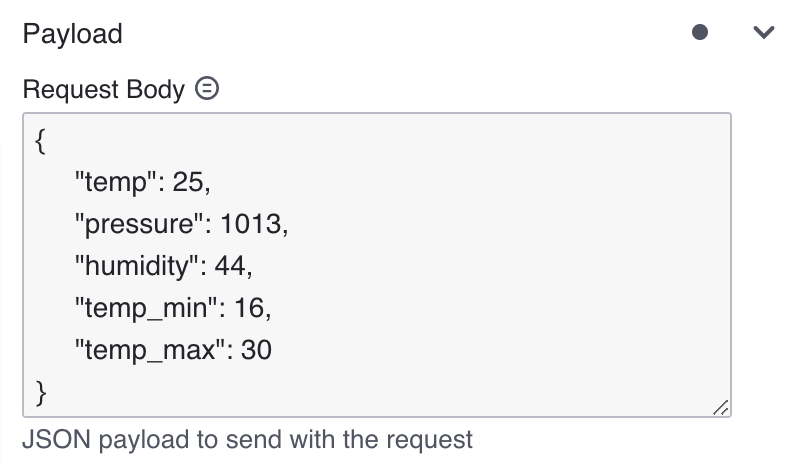 Payload
Request Body
{
"temp": 25,
"pressure": 1013,
"humidity": 44,
"temp_min": 16,
"temp_max": 30
}
JSON payload to send with the request